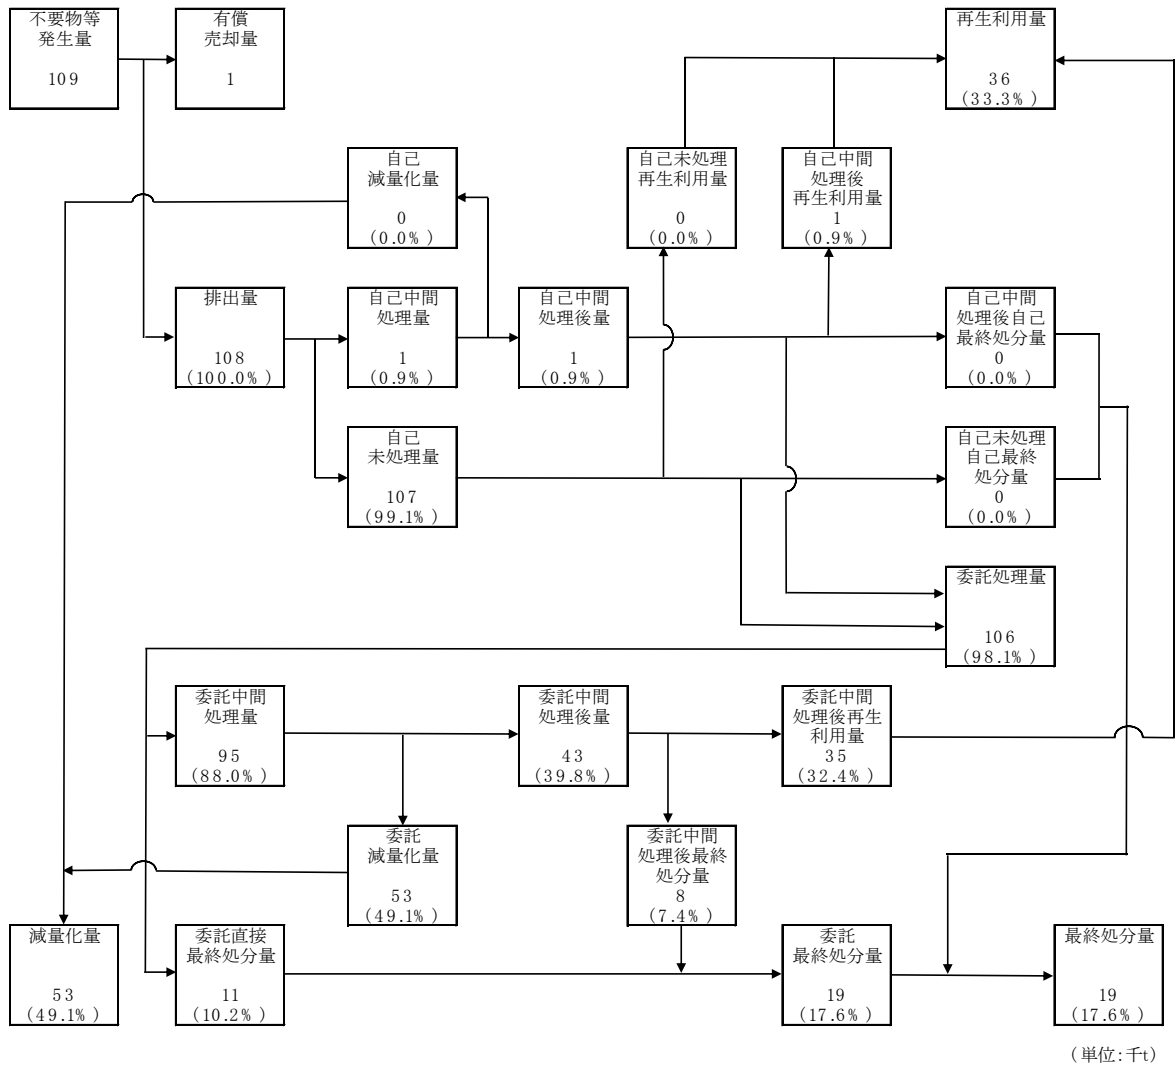 不要物等
発生量
109
有償
売却量
1
再生利用量
36
(33.3%)
自己
減量化量
0
(0.0%)
自己未処理
再生利用量
0
(0.0%)
自己中間
処理後
再生利用量
1
(0.9%)
排出量
108
(100.0%)
自己中間
処理量
1
(0.9%)
自己中間
処理後量
1
(0.9%)
自己中間
処理後自己
最終処分量
0
(0.0%)
自己
未処理量
107
(99.1%)
自己未処理
自己最終
処分量
0
(0.0%)
委託処理量
106
(98.1%)
委託中間
処理量
95
(88.0%)
委託中間
処理後量
43
(39.8%)
委託中間
処理後再生
利用量
35
(32.4%)
委託
減量化量
53
(49.1%)
委託中間
処理後最終
処分量
8
(7.4%)
減量化量
53
(49.1%)
委託直接
最終処分量
11
(10.2%)
委託
最終処分量
19
(17.6%)
最終処分量
19
(17.6%)
(単位:千t)